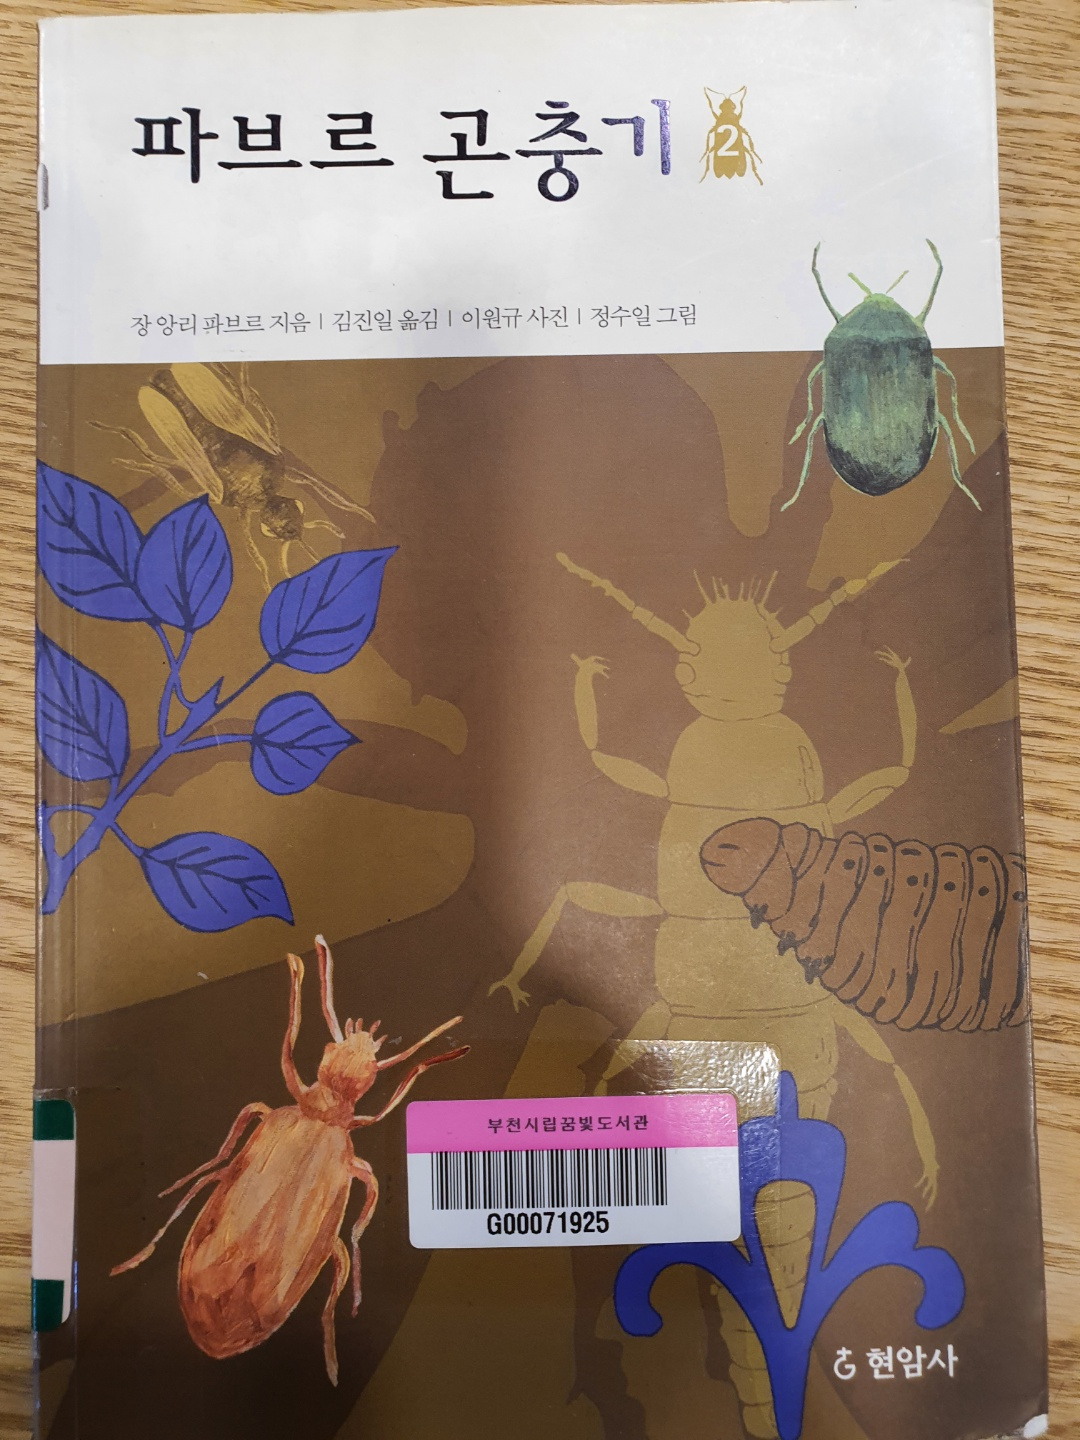 파브르 곤충기 2
장 앙리 파브르 지음 | 김진일 옮김 | 이원규 사진 | 정수일 그림
부천시립꿈빛도서관
G00071925
현암사